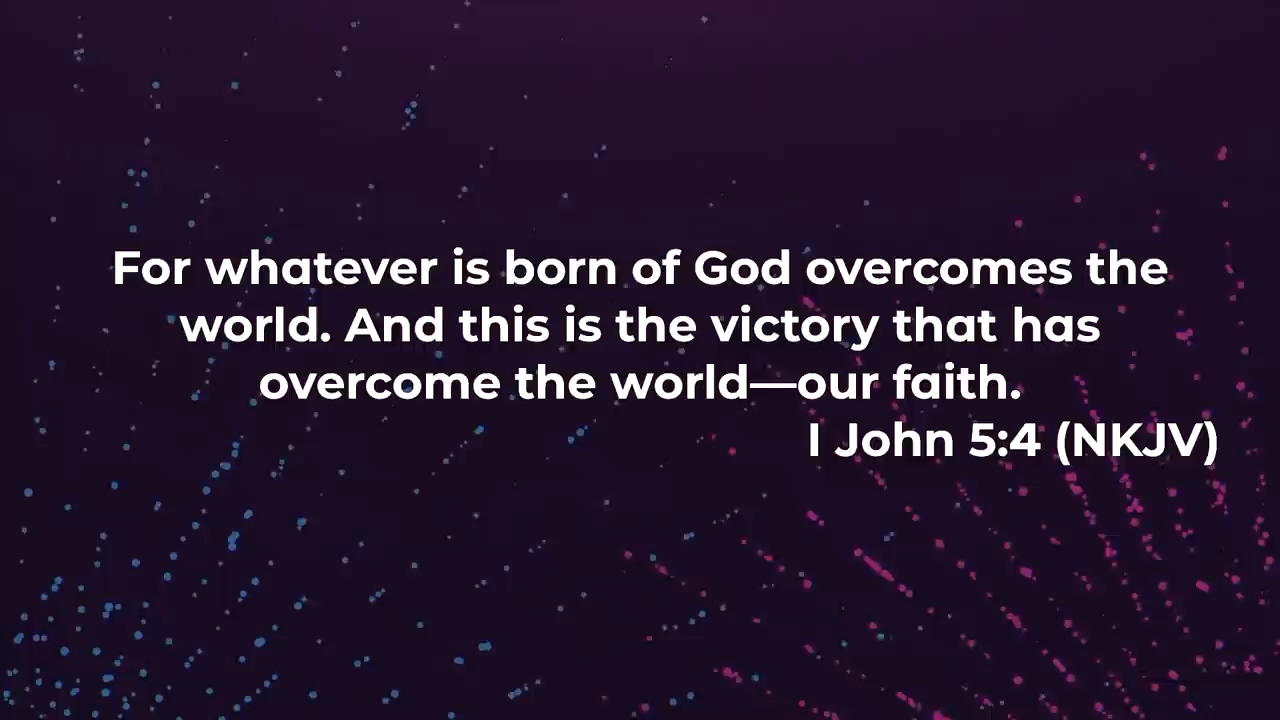 For whatever is born of God overcomes the
world. And this is the victory that has
overcome the world—our faith.
I John 5:4 (NKJV)